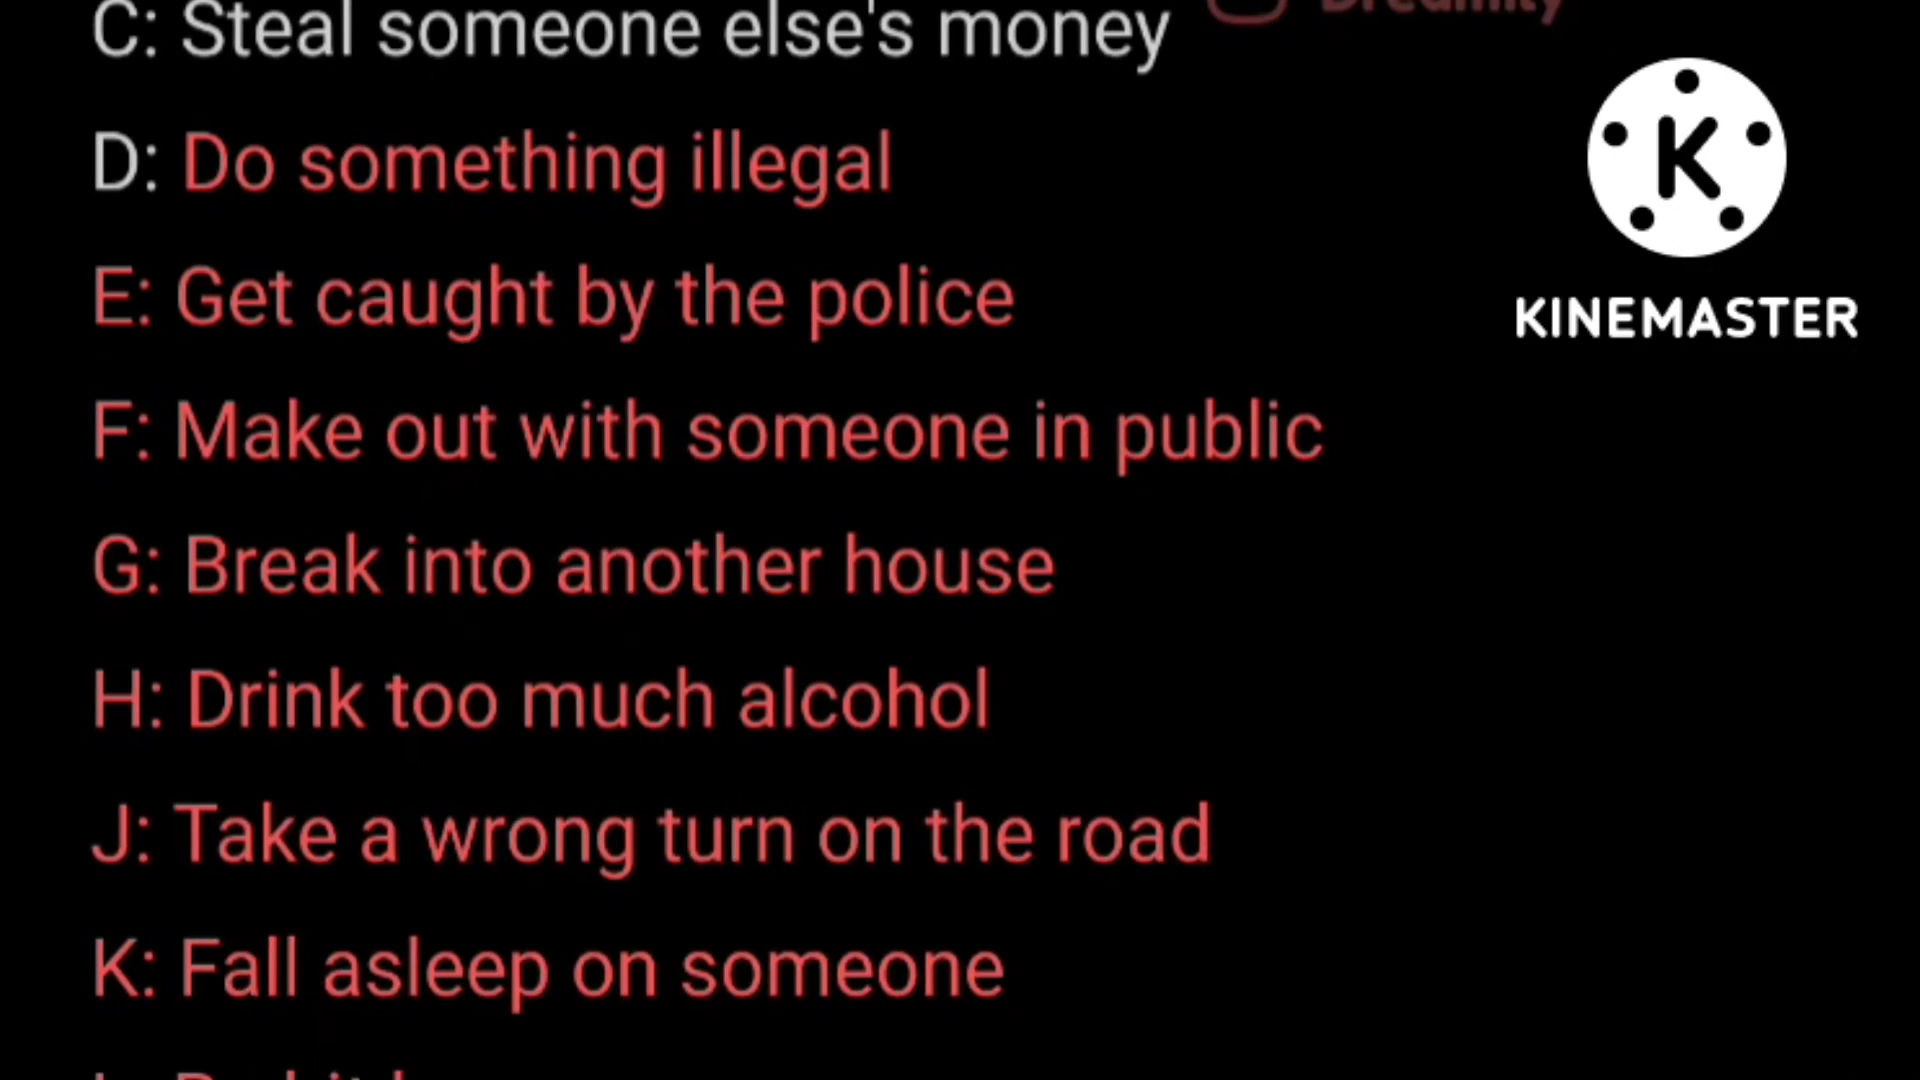 C: Steal someone else's money
D: Do something illegal
KINEMASTER
E: Get caught by the police
F: Make out with someone in public
G: Break into another house
H: Drink too much alcohol
J: Take a wrong turn on the road
K: Fall asleep on someone